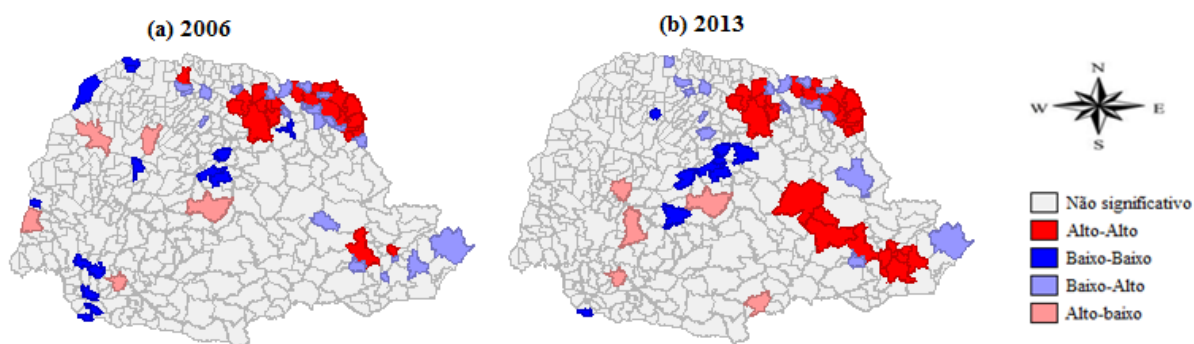 (a) 2006
(b) 2013
N
W
E
S
Não significativo
Alto-Alto
Baixo-Baixo
Baixo-Alto
Alto-baixo